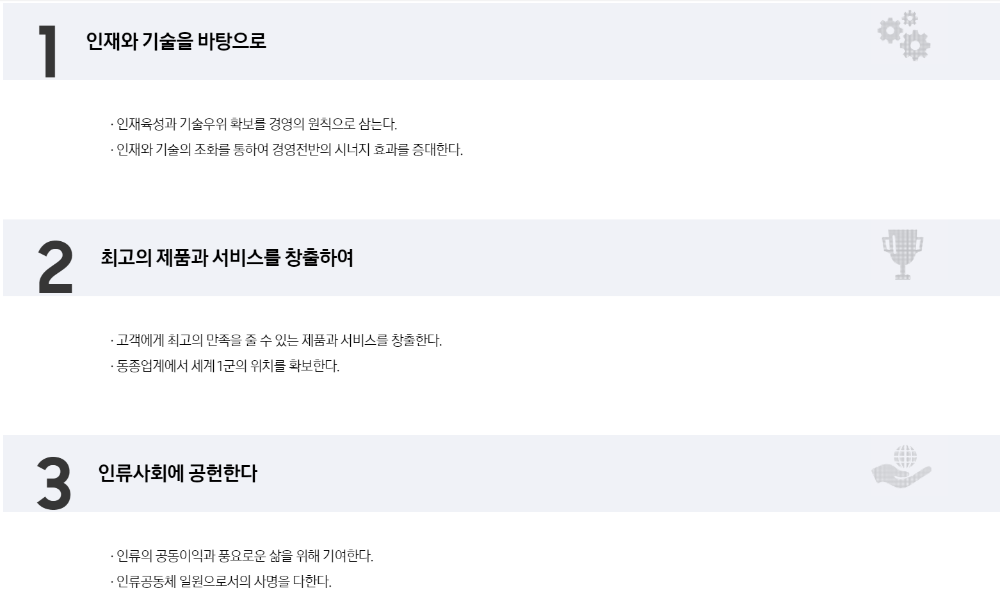 1 인재와 기술을 바탕으로
· 인재육성과 기술우위 확보를 경영의 원칙으로 삼는다.
· 인재와 기술의 조화를 통하여 경영전반의 시너지 효과를 증대한다.
2 최고의 제품과 서비스를 창출하여
· 고객에게 최고의 만족을 줄 수 있는 제품과 서비스를 창출한다.
· 동종업계에서 세계 1군의 위치를 확보한다.
3 인류사회에 공헌한다
· 인류의 공동이익과 풍요로운 삶을 위해 기여한다.
· 인류공동체 일원으로서의 사명을 다한다.